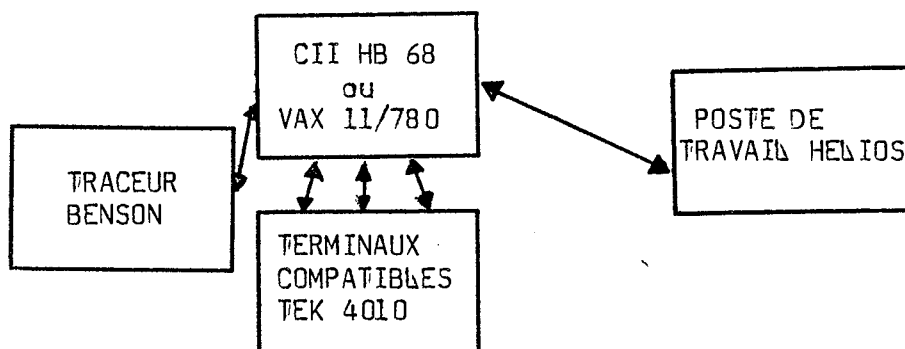 CII HB 68
ou
VAX 11/780
POSTE DE
TRAVAIL HELIOS
TRACEUR
BENSON
TERMINAUX
COMPATIBLES
TEK 4010